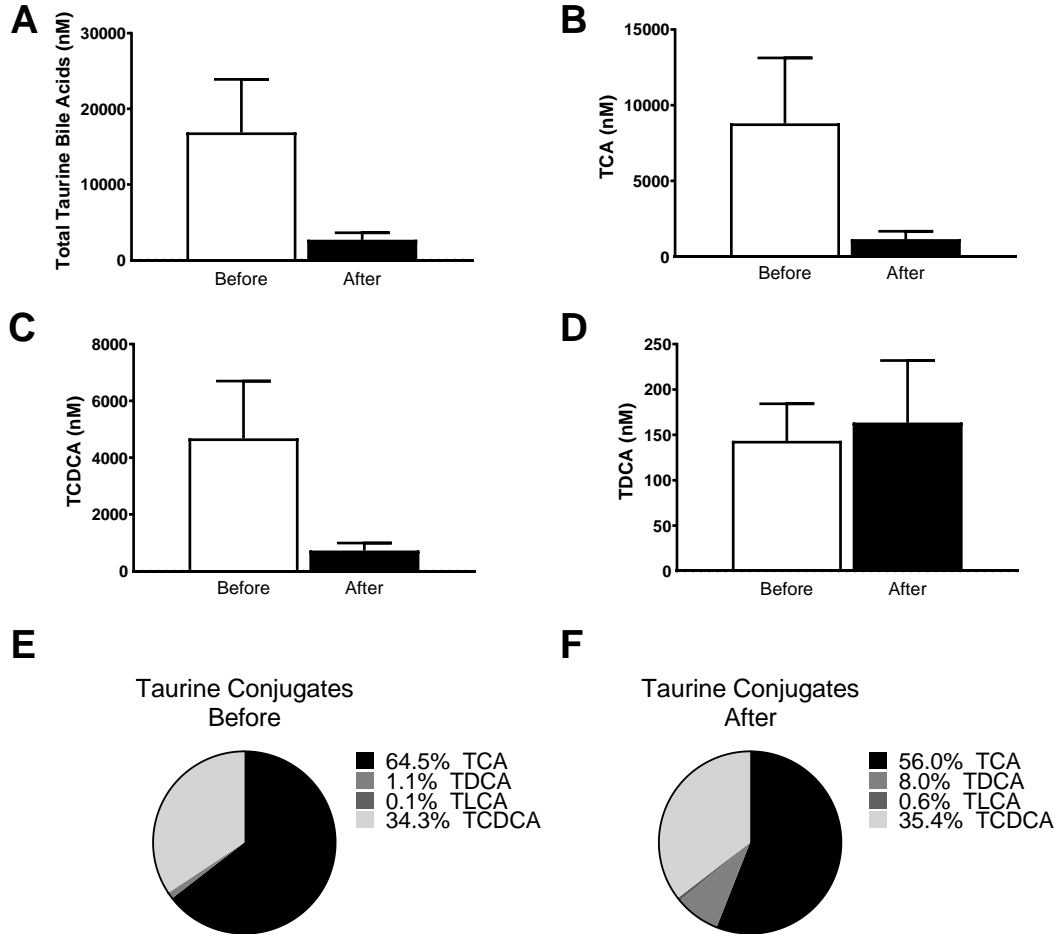 A
Total Taurine Bile Acids (nM)
30000
20000
10000
0
Before
After
B
TCA (nM)
15000
10000
5000
0
Before
After
C
TCDCA (nM)
8000
6000
4000
2000
0
Before
After
D
TDCA (nM)
250
200
150
100
50
0
Before
After
E
Taurine Conjugates
Before
64.5% TCA
1.1% TDCA
0.1% TLCA
34.3% TCDCA
F
Taurine Conjugates
After
56.0% TCA
8.0% TDCA
0.6% TLCA
35.4% TCDCA